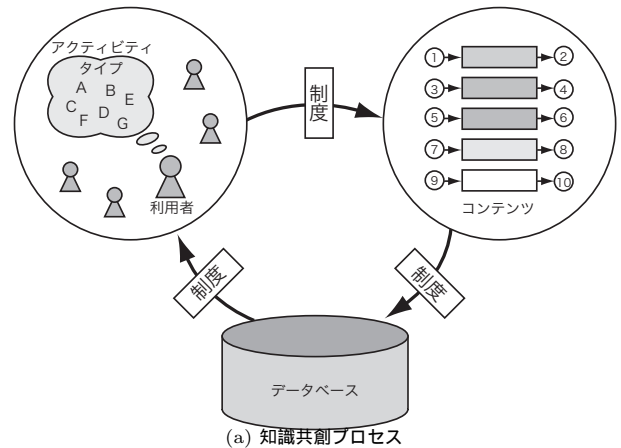 アクティビティ
タイプ
A B
C E
F D G
利用者
制度
① ②
③ ④
⑤ ⑥
⑦ ⑧
⑨ ⑩
コンテンツ
制度
制度
データベース
(a) 知識共創プロセス